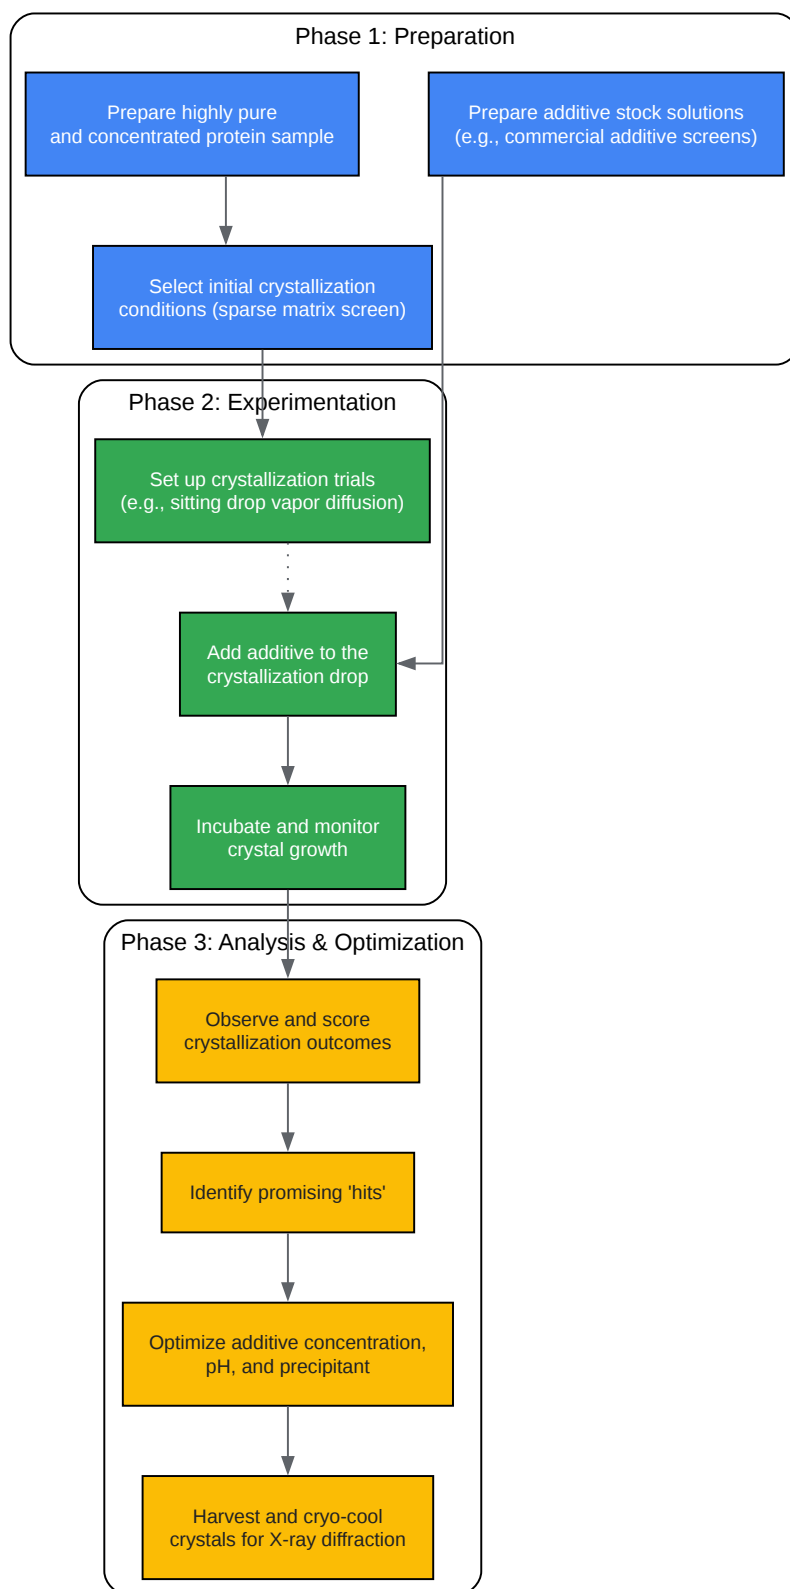 Phase 1: Preparation
Prepare highly pure
and concentrated protein sample
Prepare additive stock solutions
(e.g., commercial additive screens)
Select initial crystallization
conditions (sparse matrix screen)
Phase 2: Experimentation
Set up crystallization trials
(e.g., sitting drop vapor diffusion)
Add additive to the
crystallization drop
Incubate and monitor
crystal growth
Phase 3: Analysis & Optimization
Observe and score
crystallization outcomes
Identify promising 'hits'
Optimize additive concentration,
pH, and precipitant
Harvest and cryo-cool
crystals for X-ray diffraction